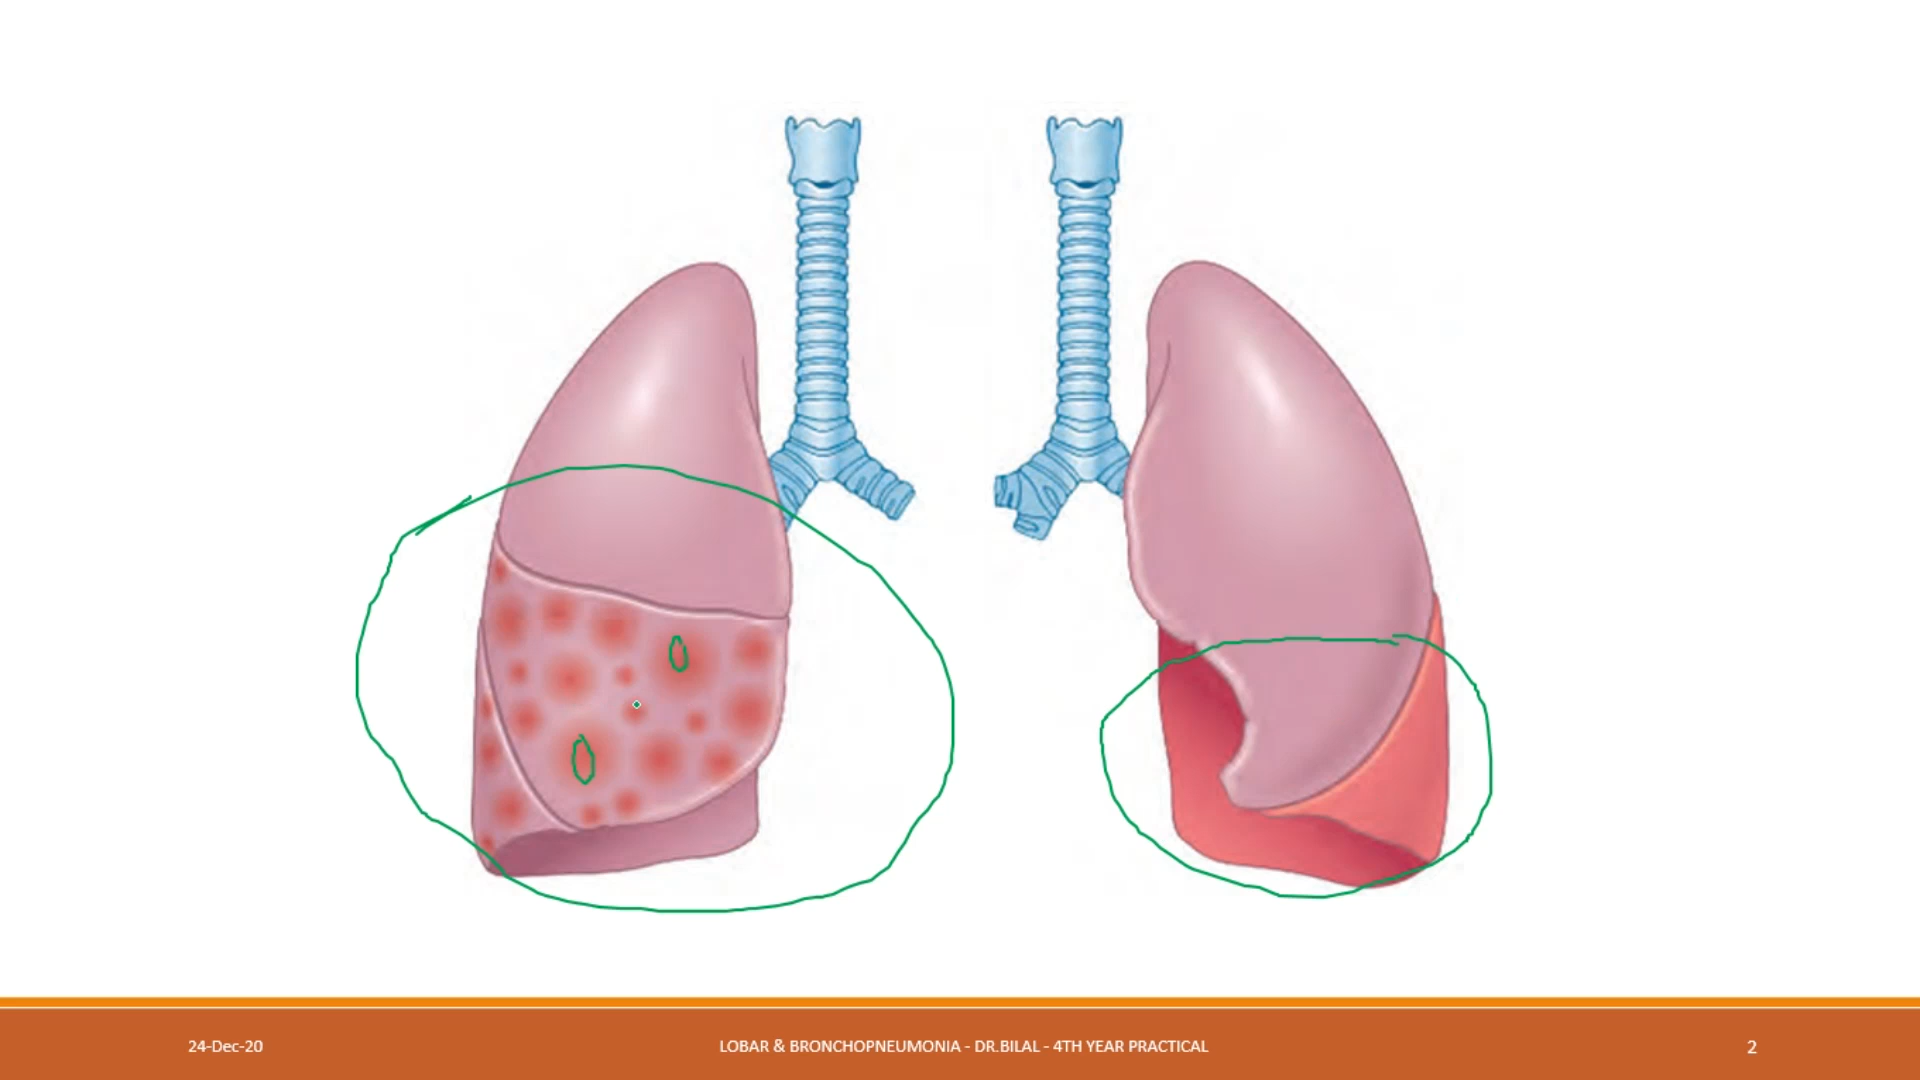 24-Dec-20
LOBAR & BRONCHOPNEUMONIA - DR.BILAL - 4TH YEAR PRACTICAL
2